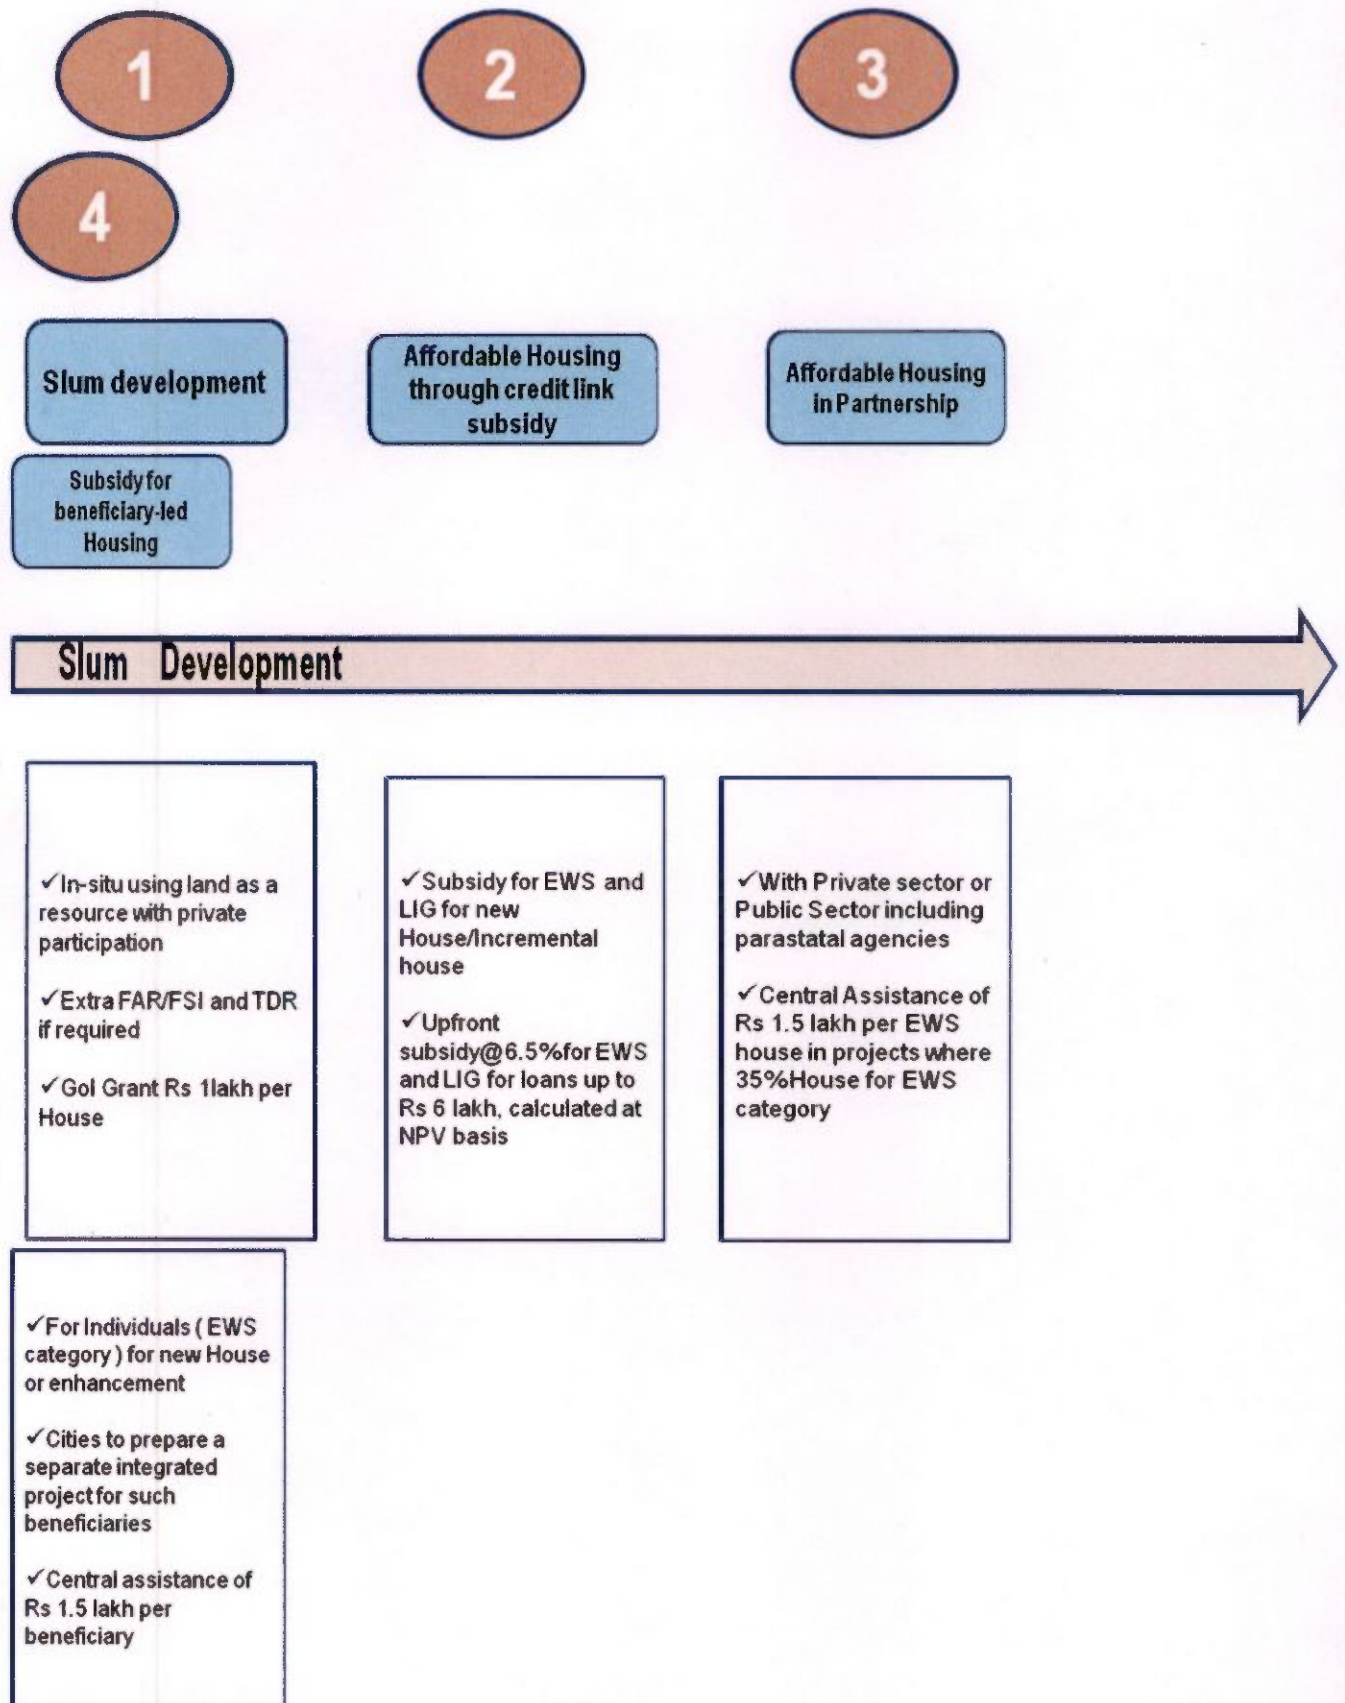 1
2
3
4
Slum development
Affordable Housing
through credit link
subsidy
Affordable Housing
in Partnership
Subsidy for
beneficiary-led
Housing
Slum Development
✓In-situ using land as a
resource with private
participation
✓Extra FAR/FSI and TDR
if required
✓GoI Grant Rs 1lakh per
House
✓Subsidy for EWS and
LIG for new
House/Incremental
house
✓Upfront
subsidy@6.5%for EWS
and LIG for loans up to
Rs 6 lakh, calculated at
NPV basis
✓With Private sector or
Public Sector including
parastatal agencies
✓Central Assistance of
Rs 1.5 lakh per EWS
house in projects where
35%House for EWS
category
✓For Individuals ( EWS
category ) for new House
or enhancement
✓Cities to prepare a
separate integrated
project for such
beneficiaries
✓Central assistance of
Rs 1.5 lakh per
beneficiary